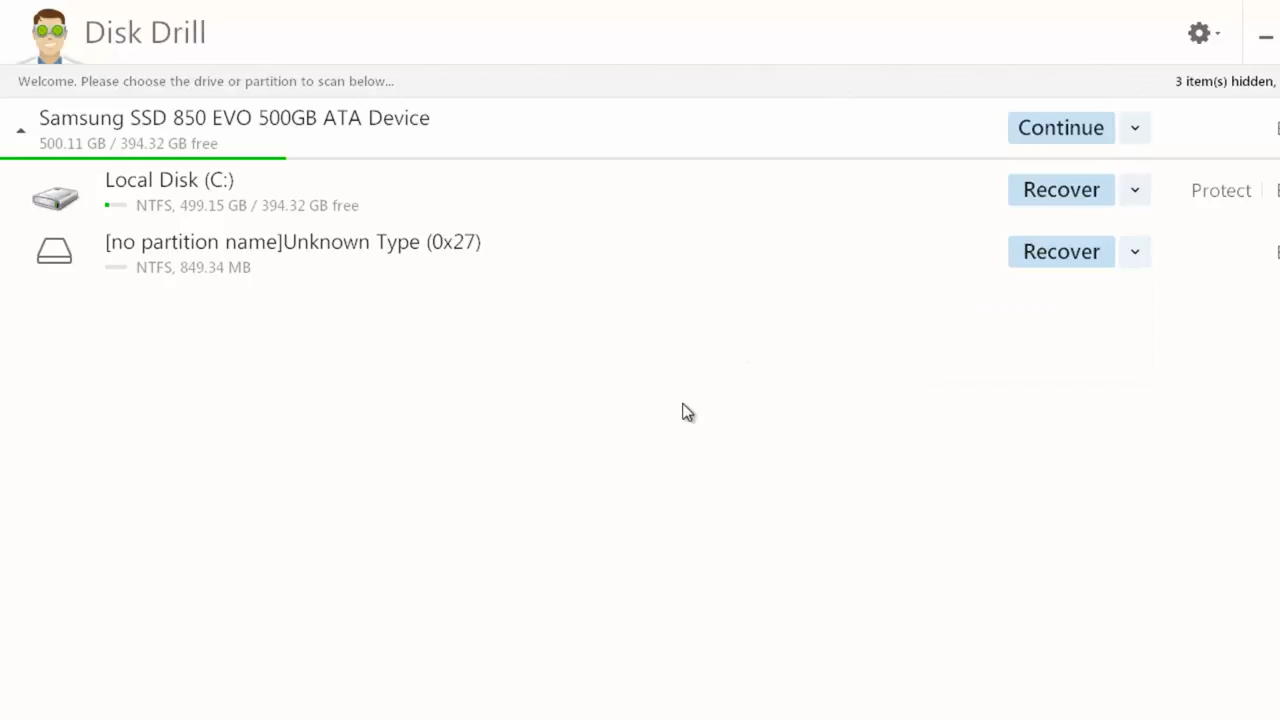 Disk Drill
Welcome. Please choose the drive or partition to scan below...
3 item(s) hidden,
Samsung SSD 850 EVO 500GB ATA Device
500.11 GB / 394.32 GB free
Continue
Local Disk (C:)
NTFS, 499.15 GB / 394.32 GB free
Recover
Protect
[no partition name]Unknown Type (0x27)
NTFS, 849.34 MB
Recover